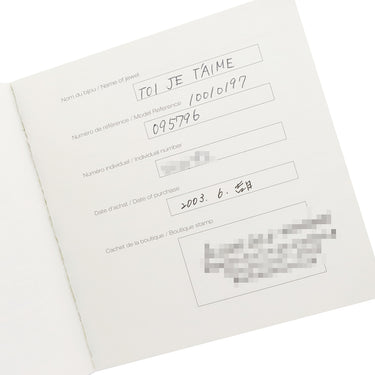 Nom du bijou / Name of jewel
TOI JE T'AIME
Numéro de référence / Model Reference
10010197
095796
Numéro individuel / Individuel number
Date d'achat / Date of purchase
2003. 6.
Cachet de la boutique / Boutique stamp